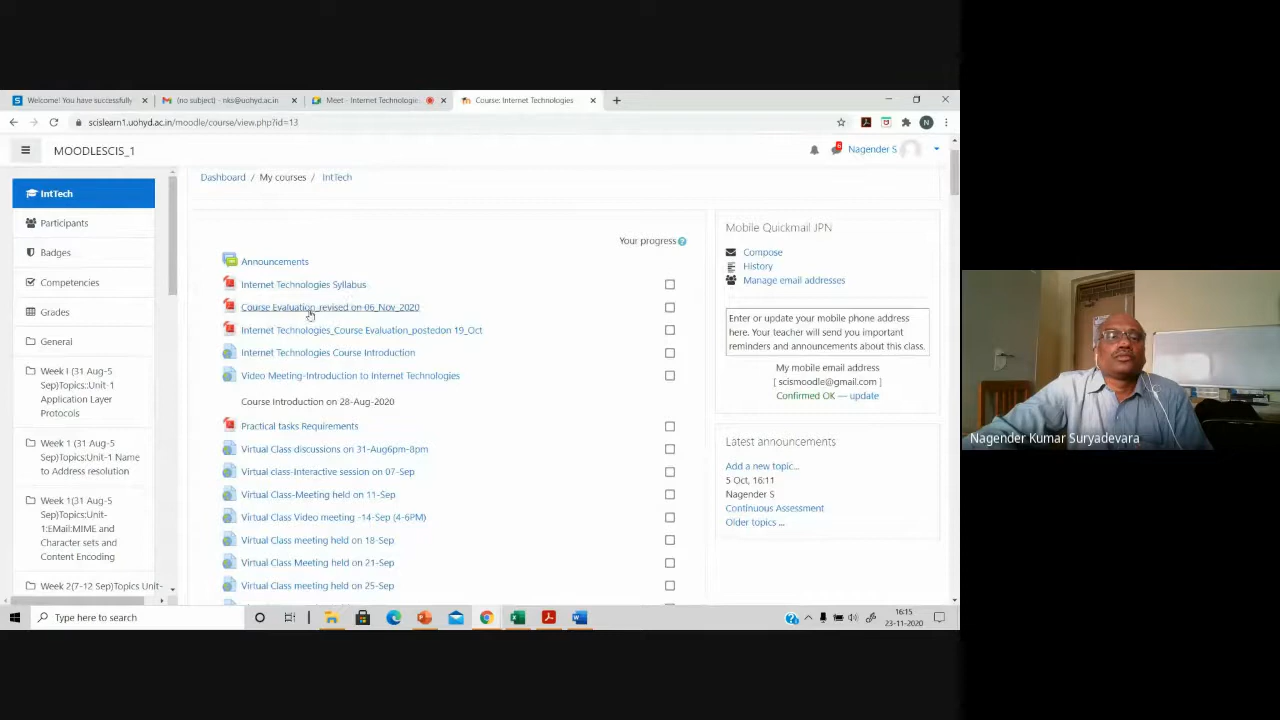 Welcome! You have successfully
(no subject) - nks@uohyd.ac.in
Meet - Internet Technologie
Course: Internet Technologies
scislearn1.uohyd.ac.in/moodle/course/view.php?id=13
N
MOODLESCIS_1
Nagender S
Dashboard / My courses / IntTech
IntTech
Participants
Badges
Competencies
Grades
General
Week I (31 Aug-5
Sep)Topics:Unit-1
Application Layer
Protocols
Week 1 (31 Aug-5
Sep)Topics:Unit-1 Name
to Address resolution
Week 1(31 Aug-5
Sep)Topics:Unit-
1:EMail:MIME and
Character sets and
Content Encoding
Week 2(7-12 Sep)Topics Unit-
Your progress
Announcements
Internet Technologies Syllabus
Course Evaluation_revised on 06_Nov_2020
Internet Technologies_Course Evaluation_postedon 19_Oct
Internet Technologies Course Introduction
Video Meeting-Introduction to Internet Technologies
Course Introduction on 28-Aug-2020
Practical tasks Requirements
Virtual Class discussions on 31-Aug6pm-8pm
Virtual class-Interactive session on 07-Sep
Virtual Class-Meeting held on 11-Sep
Virtual Class Video meeting -14-Sep (4-6PM)
Virtual Class meeting held on 18-Sep
Virtual Class Meeting held on 21-Sep
Virtual Class meeting held on 25-Sep
Mobile Quickmail JPN
Compose
History
Manage email addresses
Enter or update your mobile phone address
here. Your teacher will send you important
reminders and announcements about this class.
My mobile email address
[ scismoodle@gmail.com ]
Confirmed OK — update
Latest announcements
Add a new topic...
5 Oct, 16:11
Nagender S
Continuous Assessment
Older topics ...
Type here to search
16:15
23-11-2020
Nagender Kumar Suryadevara